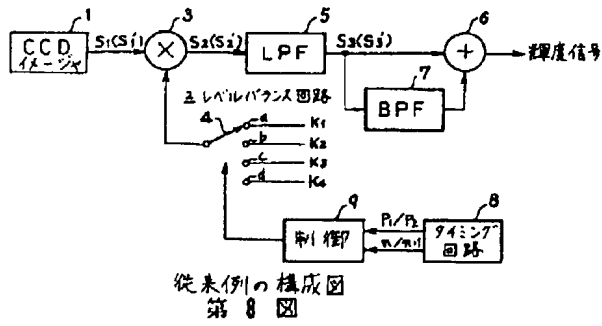 1
3
5
6
CCD
イメージャ
S1(S1')
×
S2(S2')
LPF
S3(S3')
+
輝度信号
7
BPF
2 レベルバランス回路
4
a K1
b K2
c K3
d K4
9
制御
P1/P2
n/n+1
8
タイミング
回路
従来例の構成図
第8図